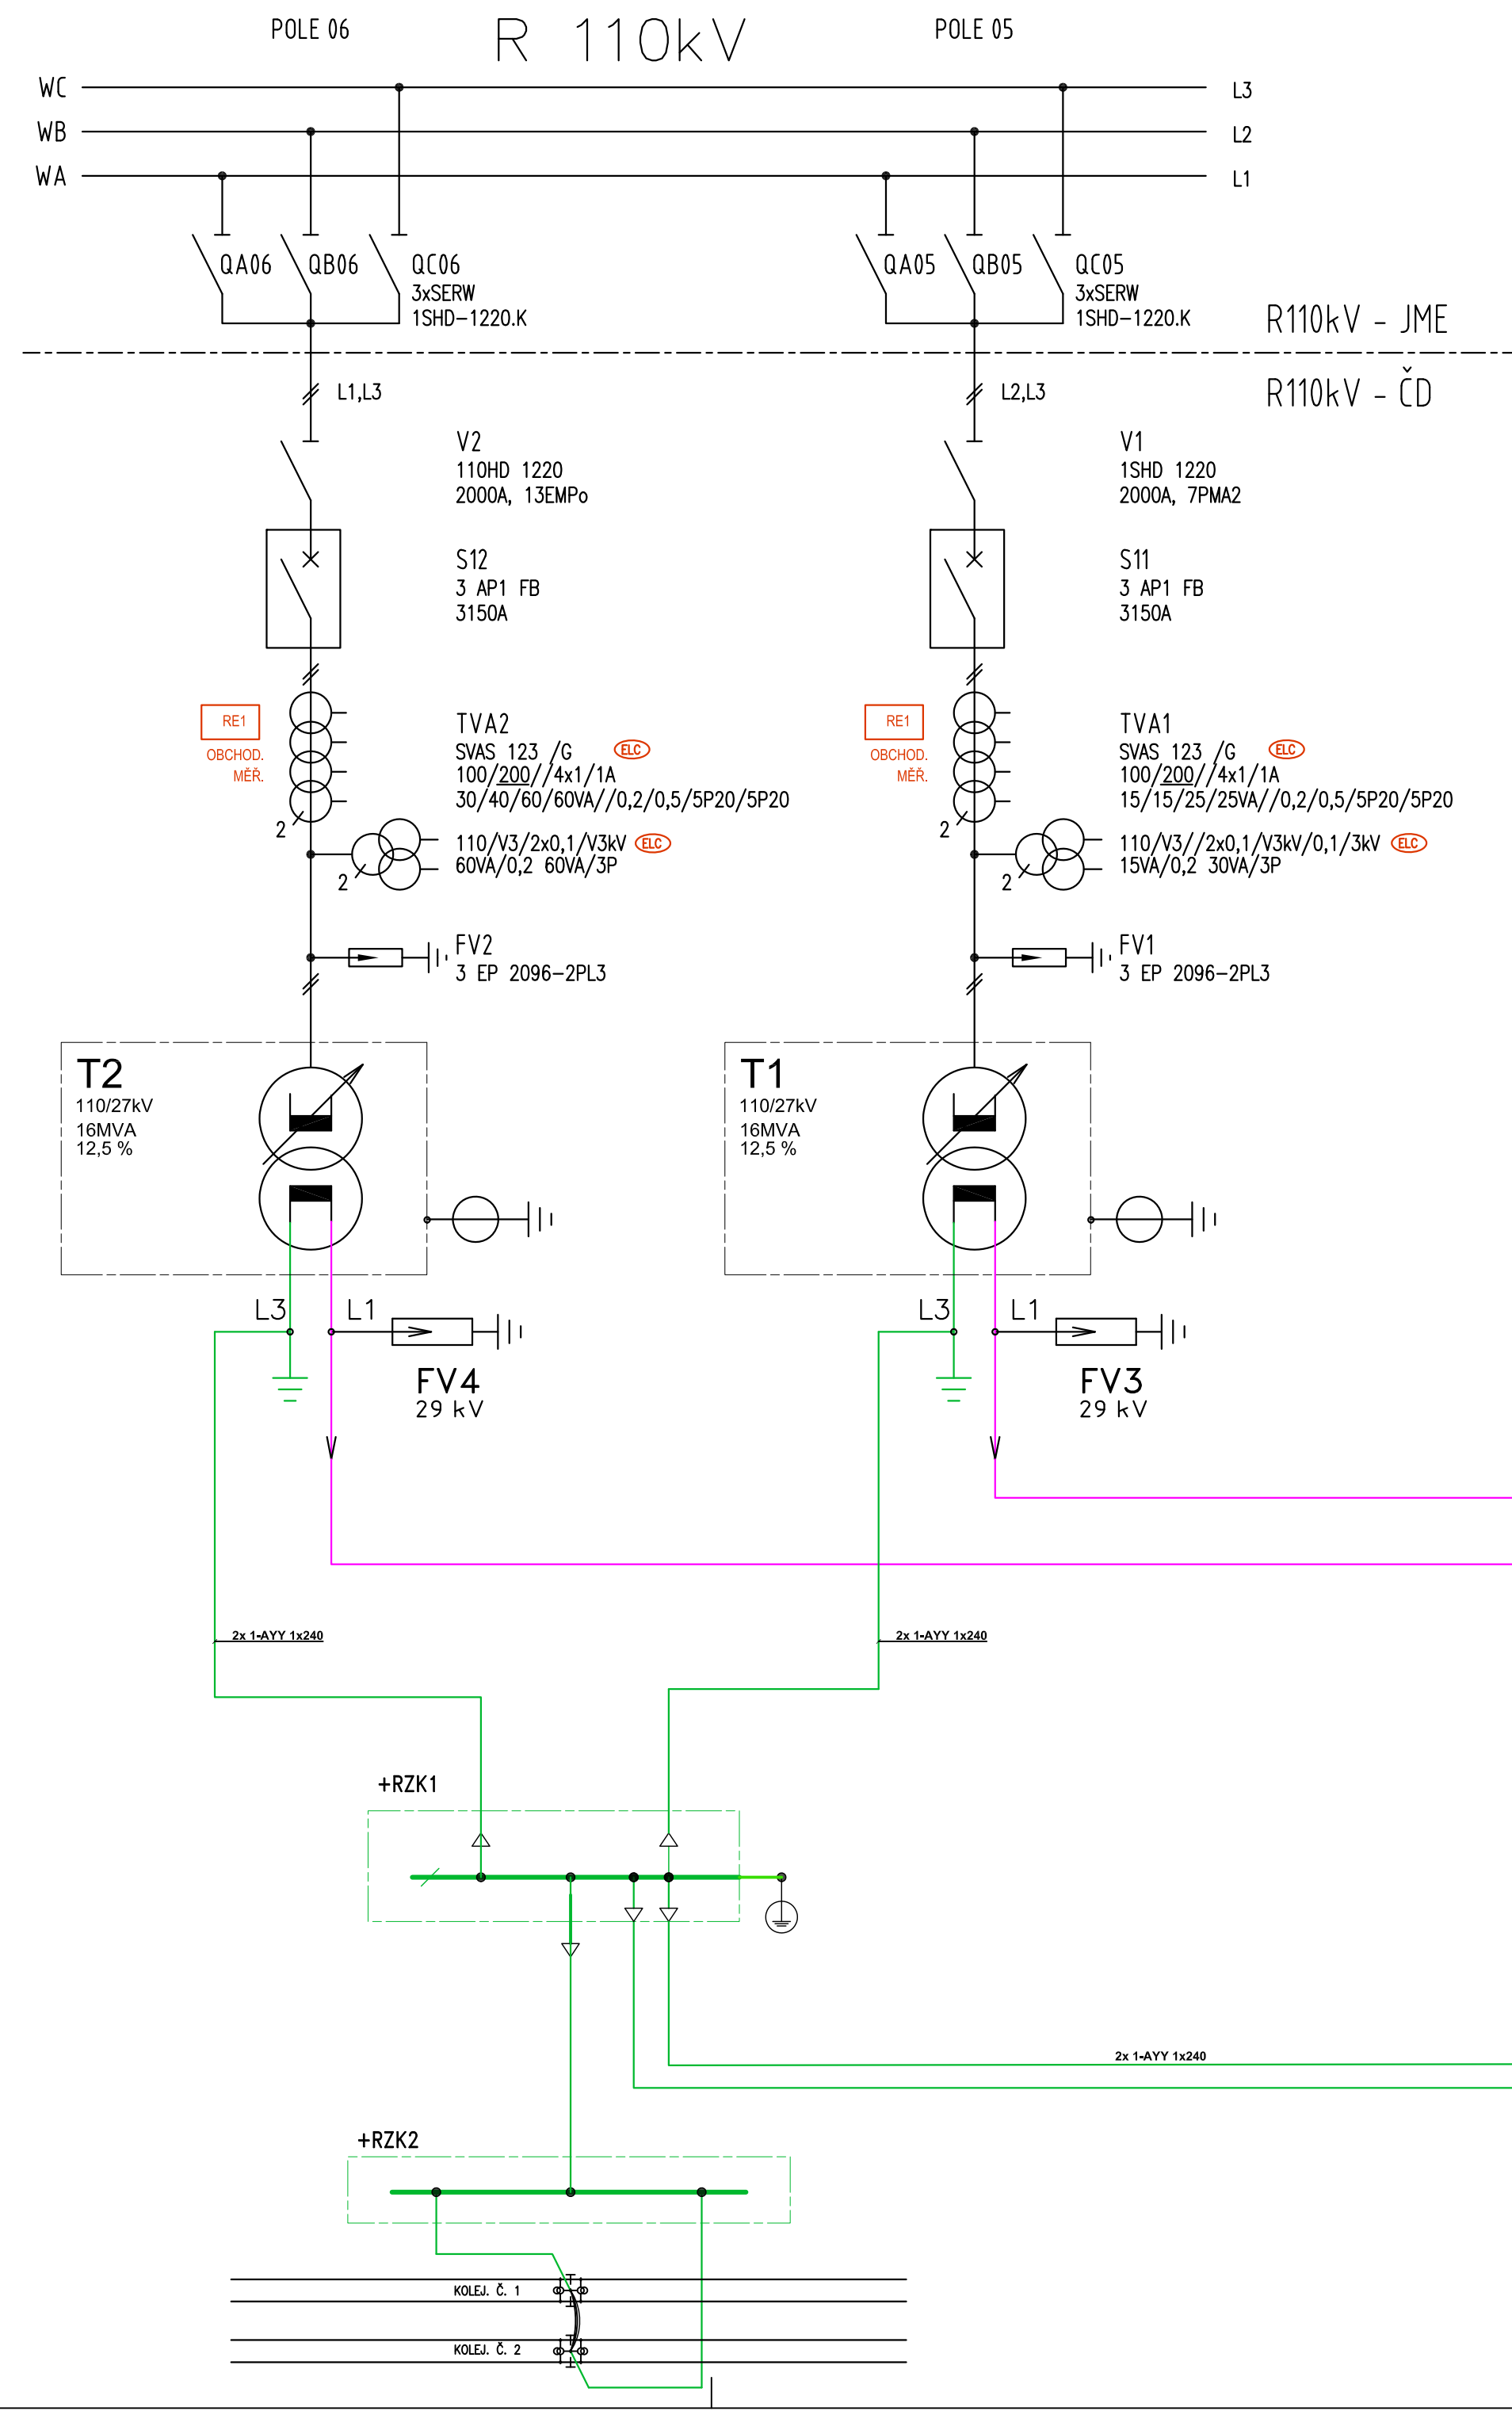 POLE 06
R 110kV
POLE 05
WC
L3
WB
L2
WA
L1
QA06
QB06
QC06
3xSERW
1SHD-1220.K
QA05
QB05
QC05
3xSERW
1SHD-1220.K
R110kV - JME
R110kV - ČD
L1,L3
L2,L3
V2
110HD 1220
2000A, 13EMPo
V1
1SHD 1220
2000A, 7PMA2
S12
3 AP1 FB
3150A
S11
3 AP1 FB
3150A
RE1
OBCHOD.
MĚŘ.
TVA2
SVAS 123 /G
ELC
100/200//4x1/1A
30/40/60/60VA//0,2/0,5/5P20/5P20
2
110/V3/2x0,1/V3kV
ELC
60VA/0,2 60VA/3P
2
RE1
OBCHOD.
MĚŘ.
TVA1
SVAS 123 /G
ELC
100/200//4x1/1A
15/15/25/25VA//0,2/0,5/5P20/5P20
2
110/V3//2x0,1/V3kV/0,1/3kV
ELC
15VA/0,2 30VA/3P
2
FV2
3 EP 2096-2PL3
FV1
3 EP 2096-2PL3
T2
110/27kV
16MVA
12,5 %
T1
110/27kV
16MVA
12,5 %
L3
L1
FV4
29 kV
L3
L1
FV3
29 kV
2x 1-AYY 1x240
2x 1-AYY 1x240
+RZK1
2x 1-AYY 1x240
+RZK2
KOLEJ. Č. 1
KOLEJ. Č. 2